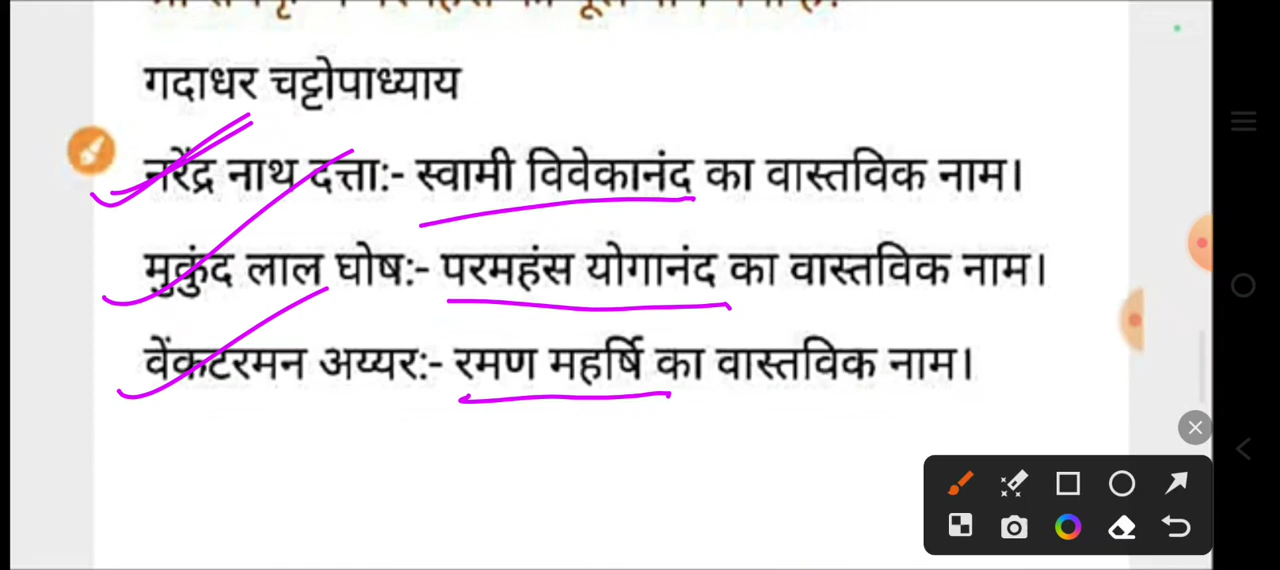 गदाधर चट्टोपाध्याय
नरेंद्र नाथ दत्ता:- स्वामी विवेकानंद का वास्तविक नाम।
मुकुंद लाल घोष:- परमहंस योगानंद का वास्तविक नाम।
वेंकटरमन अय्यर:- रमण महर्षि का वास्तविक नाम।